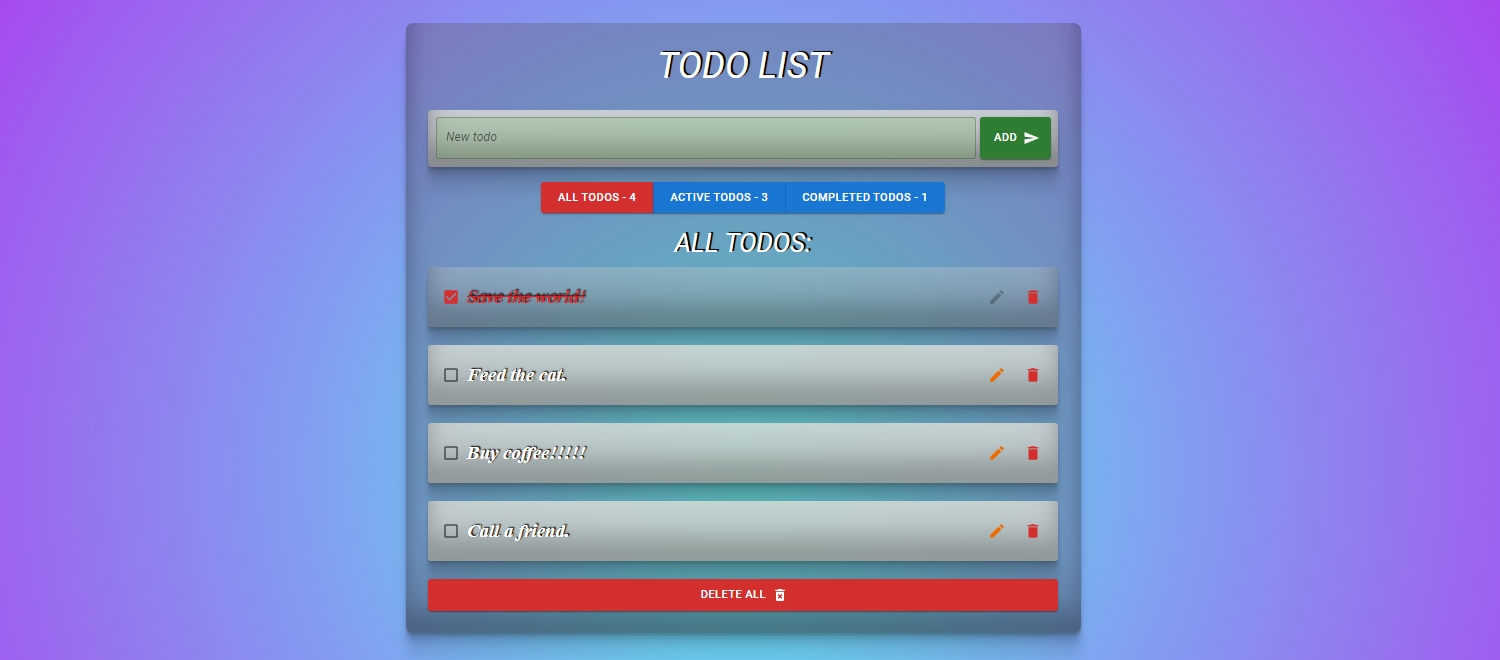 TODO LIST
New todo
ADD
ALL TODOS - 4 ACTIVE TODOS - 3 COMPLETED TODOS - 1
ALL TODOS:
Save the world!
Feed the cat.
Buy coffee!!!!!
Call a friend.
DELETE ALL